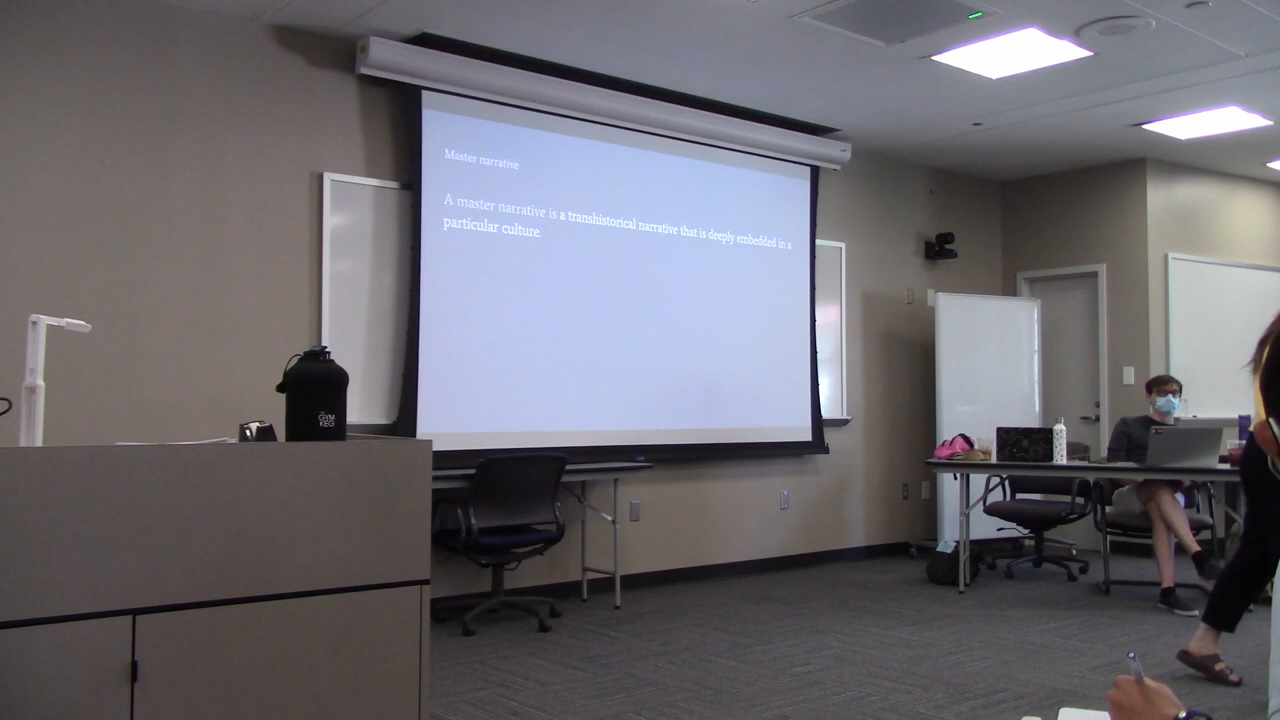 Master narrative
A master narrative is a transhistorical narrative that is deeply embedded in a
particular culture.
THE
GYM
KEG